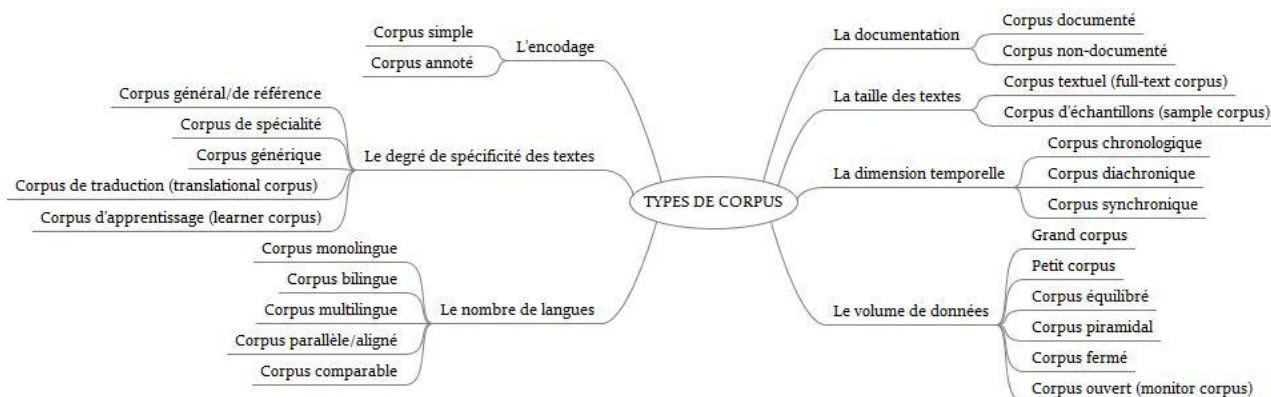 TYPES DE CORPUS
L'encodage
Corpus simple
Corpus annoté
Le degré de spécificité des textes
Corpus général/de référence
Corpus de spécialité
Corpus générique
Corpus de traduction (translational corpus)
Corpus d'apprentissage (learner corpus)
Le nombre de langues
Corpus monolingue
Corpus bilingue
Corpus multilingue
Corpus parallèle/aligné
Corpus comparable
La documentation
Corpus documenté
Corpus non-documenté
La taille des textes
Corpus textuel (full-text corpus)
Corpus d'échantillons (sample corpus)
La dimension temporelle
Corpus chronologique
Corpus diachronique
Corpus synchronique
Le volume de données
Grand corpus
Petit corpus
Corpus équilibré
Corpus piramidal
Corpus fermé
Corpus ouvert (monitor corpus)